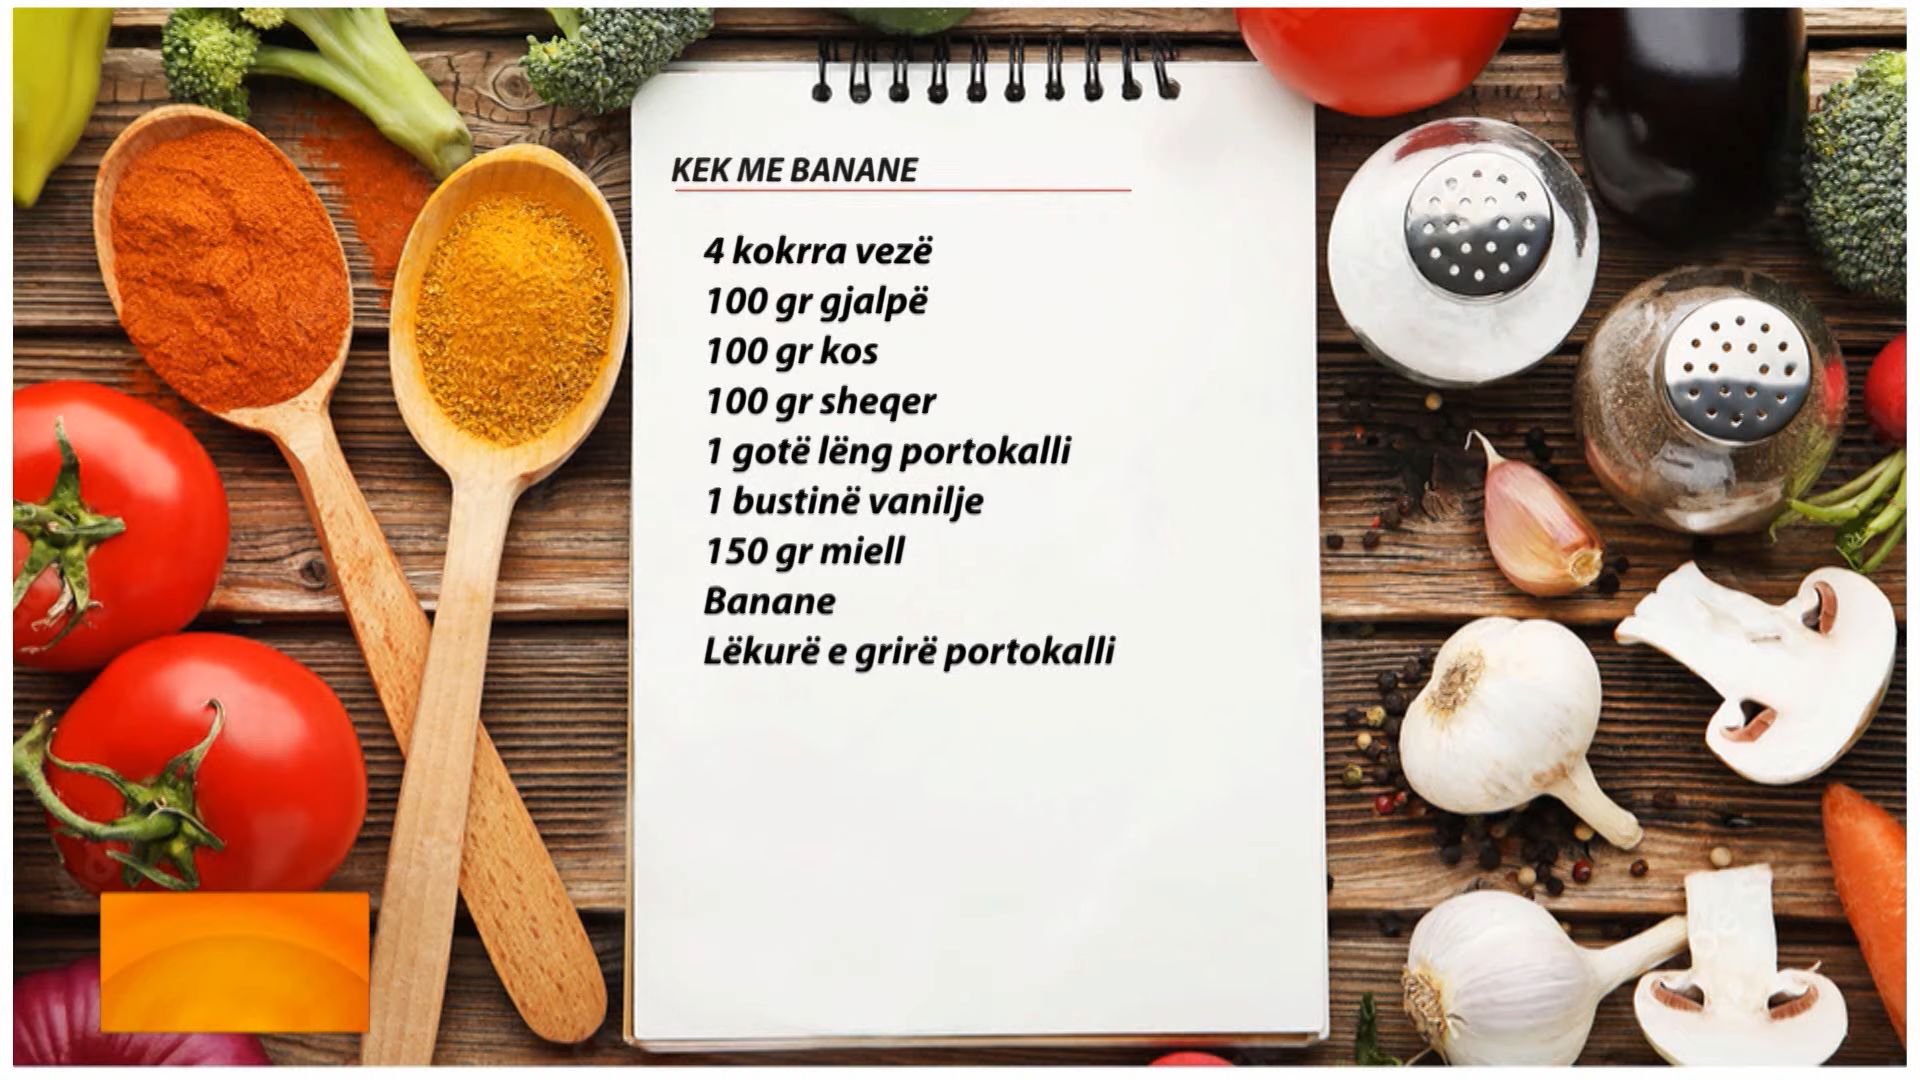 KEK ME BANANE
4 kokrra vezë
100 gr gjalpë
100 gr kos
100 gr sheqer
1 gotë lëng portokalli
1 bustinë vanilje
150 gr miell
Banane
Lëkurë e grirë portokalli